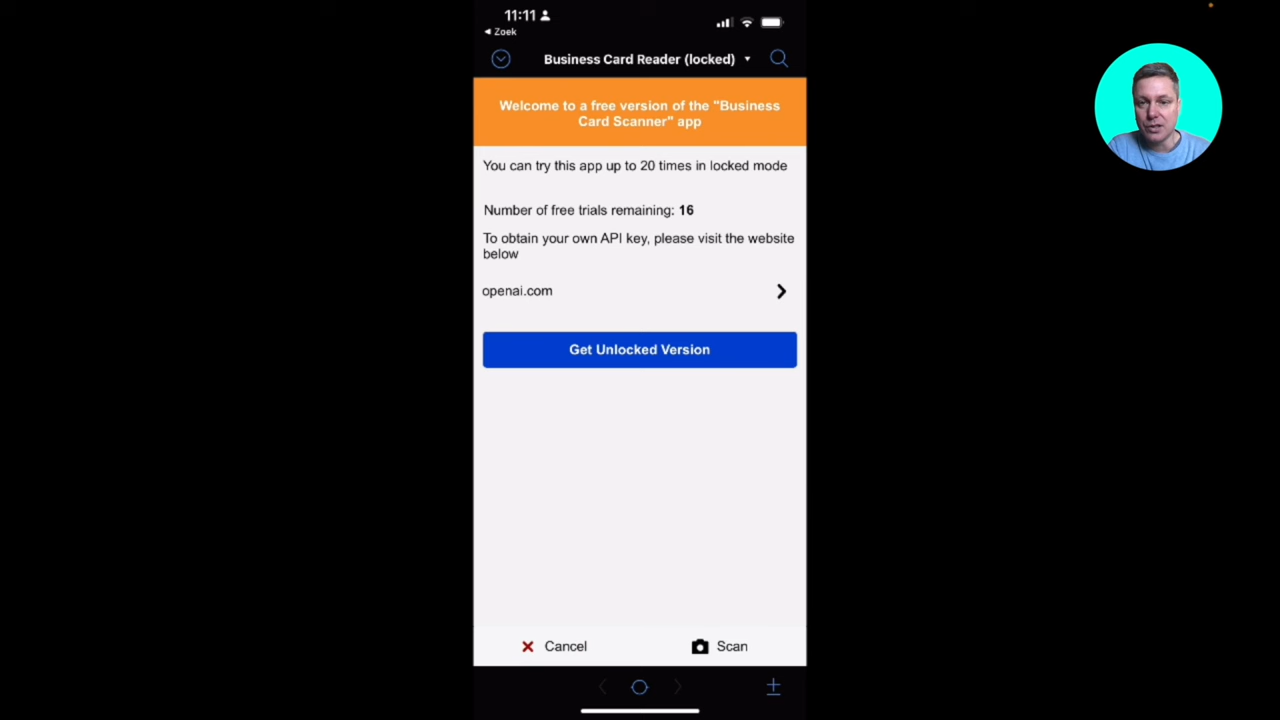 11:11
Zoek
Business Card Reader (locked)
Welcome to a free version of the "Business
Card Scanner" app
You can try this app up to 20 times in locked mode
Number of free trials remaining: 16
To obtain your own API key, please visit the website
below
openai.com
Get Unlocked Version
Cancel
Scan